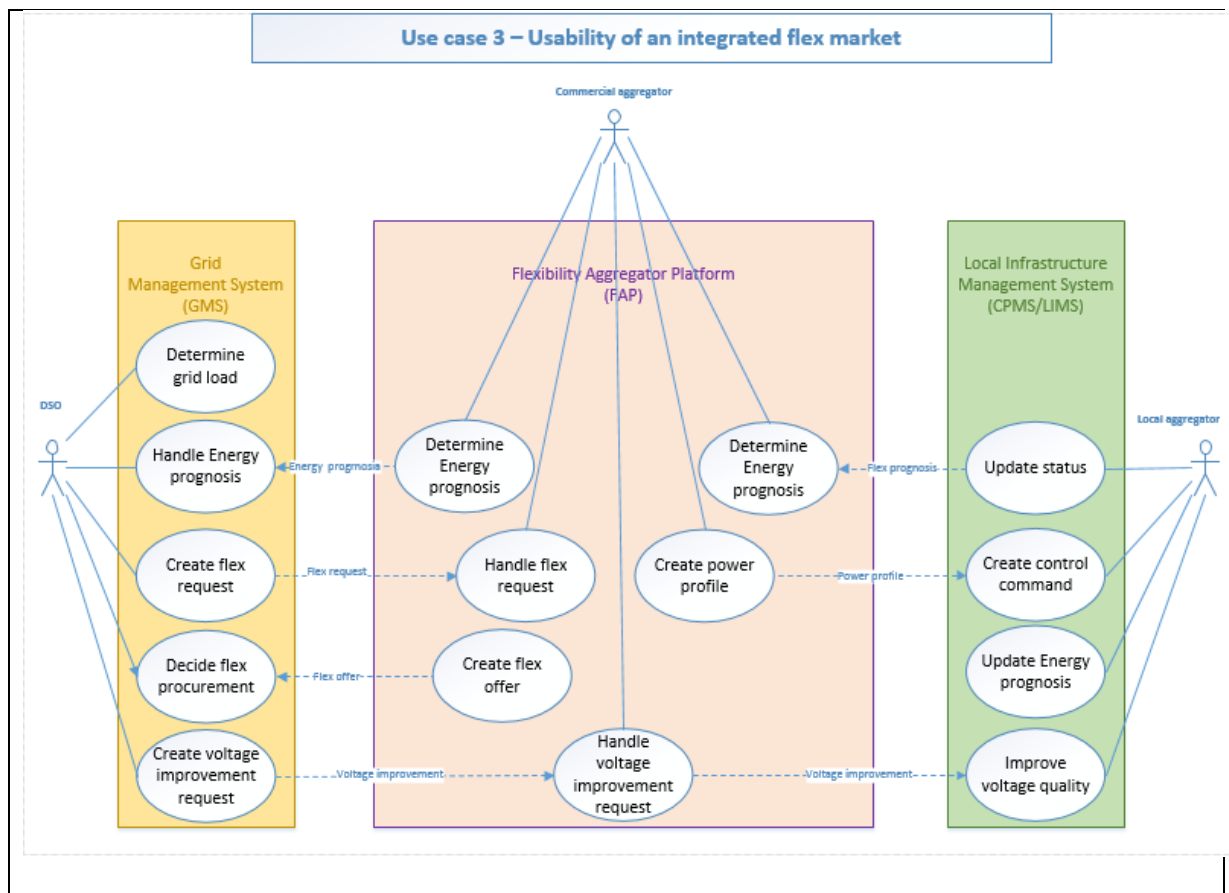 Use case 3 – Usability of an integrated flex market
Commercial aggregator
Grid
Management System
(GMS)
Flexibility Aggregator Platform
(FAP)
Local Infrastructure
Management System
(CPMS/LIMS)
DSO
Local aggregator
Determine
grid load
Handle Energy
prognosis
Energy progrnosis
Determine
Energy
prognosis
Determine
Energy
prognosis
Flex prognosis
Update status
Create flex
request
Flex request
Handle flex
request
Create power
profile
Power profile
Create control
command
Decide flex
procurement
Flex offer
Create flex
offer
Update Energy
prognosis
Create voltage
improvement
request
Voltage improvement
Handle
voltage
improvement
request
Voltage improvement
Improve
voltage quality